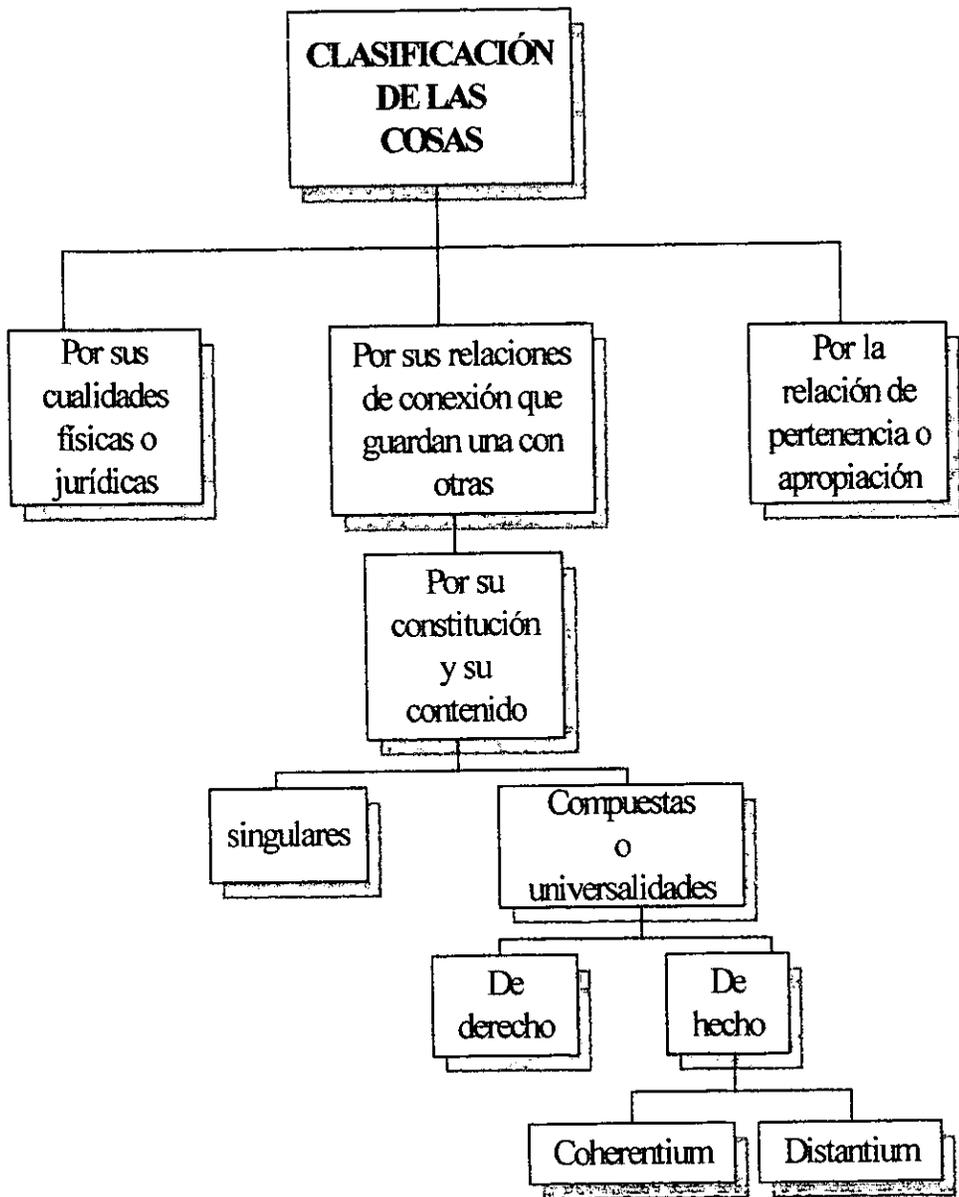 CLASIFICACIÓN
DE LAS
COSAS
Por sus
cualidades
físicas o
jurídicas
Por sus relaciones
de conexión que
guardan una con
otras
Por la
relación de
pertenencia o
apropiación
Por su
constitución
y su
contenido
singulares
Compuestas
o
universalidades
De
derecho
De
hecho
Coherentium
Distantium